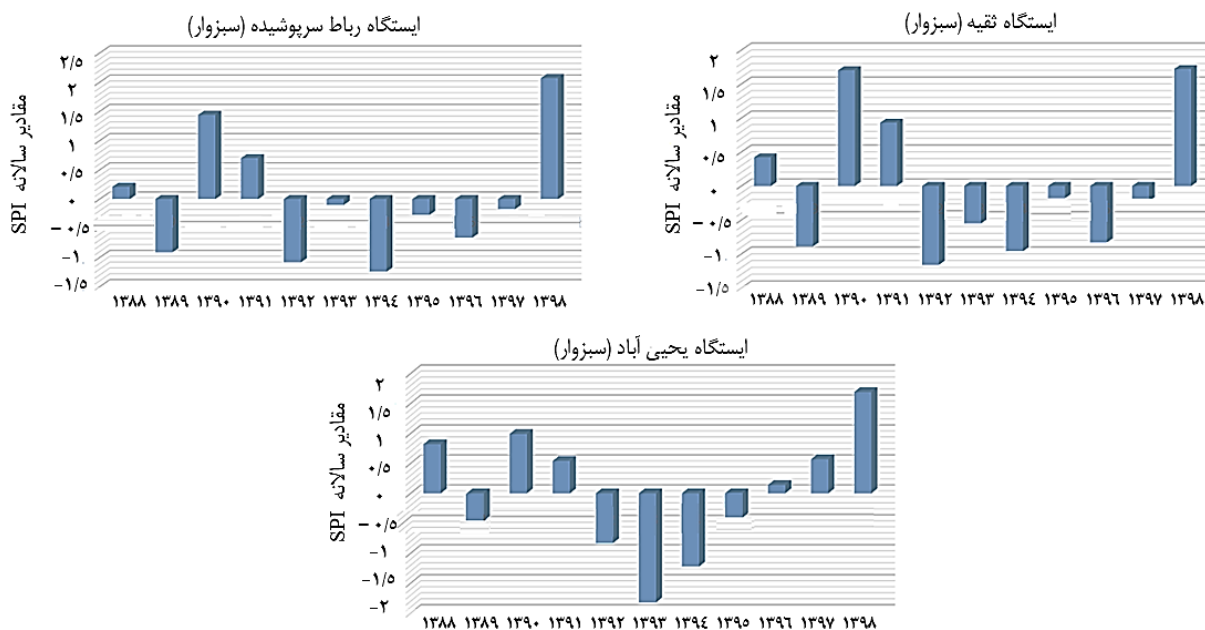 ایستگاه رباط سرپوشیده (سبزوار)
مقادیر سالانه SPI
۲/۵
۲
۱/۵
۱
۰/۵
۰
-۰/۵
-۱
-۱/۵
۱۳۸۸ ۱۳۸۹ ۱۳۹۰ ۱۳۹۱ ۱۳۹۲ ۱۳۹۳ ۱۳۹۴ ۱۳۹۵ ۱۳۹۶ ۱۳۹۷ ۱۳۹۸
ایستگاه ثقیه (سبزوار)
مقادیر سالانه SPI
۲
۱/۵
۱
۰/۵
۰
-۰/۵
-۱
-۱/۵
۱۳۸۸ ۱۳۸۹ ۱۳۹۰ ۱۳۹۱ ۱۳۹۲ ۱۳۹۳ ۱۳۹۴ ۱۳۹۵ ۱۳۹۶ ۱۳۹۷ ۱۳۹۸
ایستگاه یحیی آباد (سبزوار)
مقادیر سالانه SPI
۲
۱/۵
۱
۰/۵
۰
-۰/۵
-۱
-۱/۵
-۲
۱۳۸۸ ۱۳۸۹ ۱۳۹۰ ۱۳۹۱ ۱۳۹۲ ۱۳۹۳ ۱۳۹۴ ۱۳۹۵ ۱۳۹۶ ۱۳۹۷ ۱۳۹۸